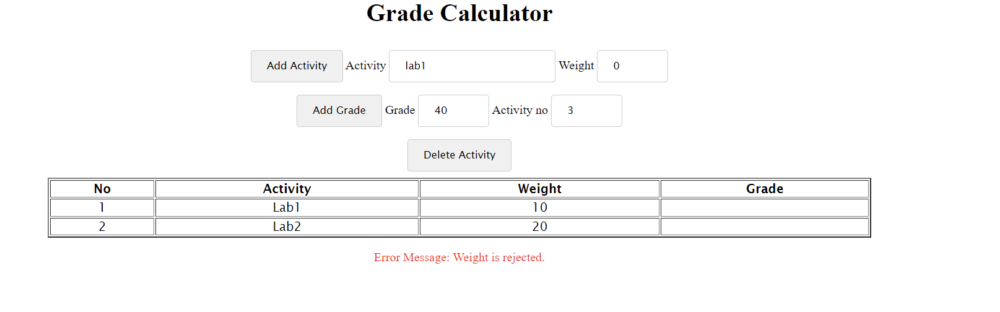 Grade Calculator
Add Activity Activity lab1 Weight 0
Add Grade Grade 40 Activity no 3
Delete Activity
No Activity Weight Grade
1 Lab1 10
2 Lab2 20
Error Message: Weight is rejected.